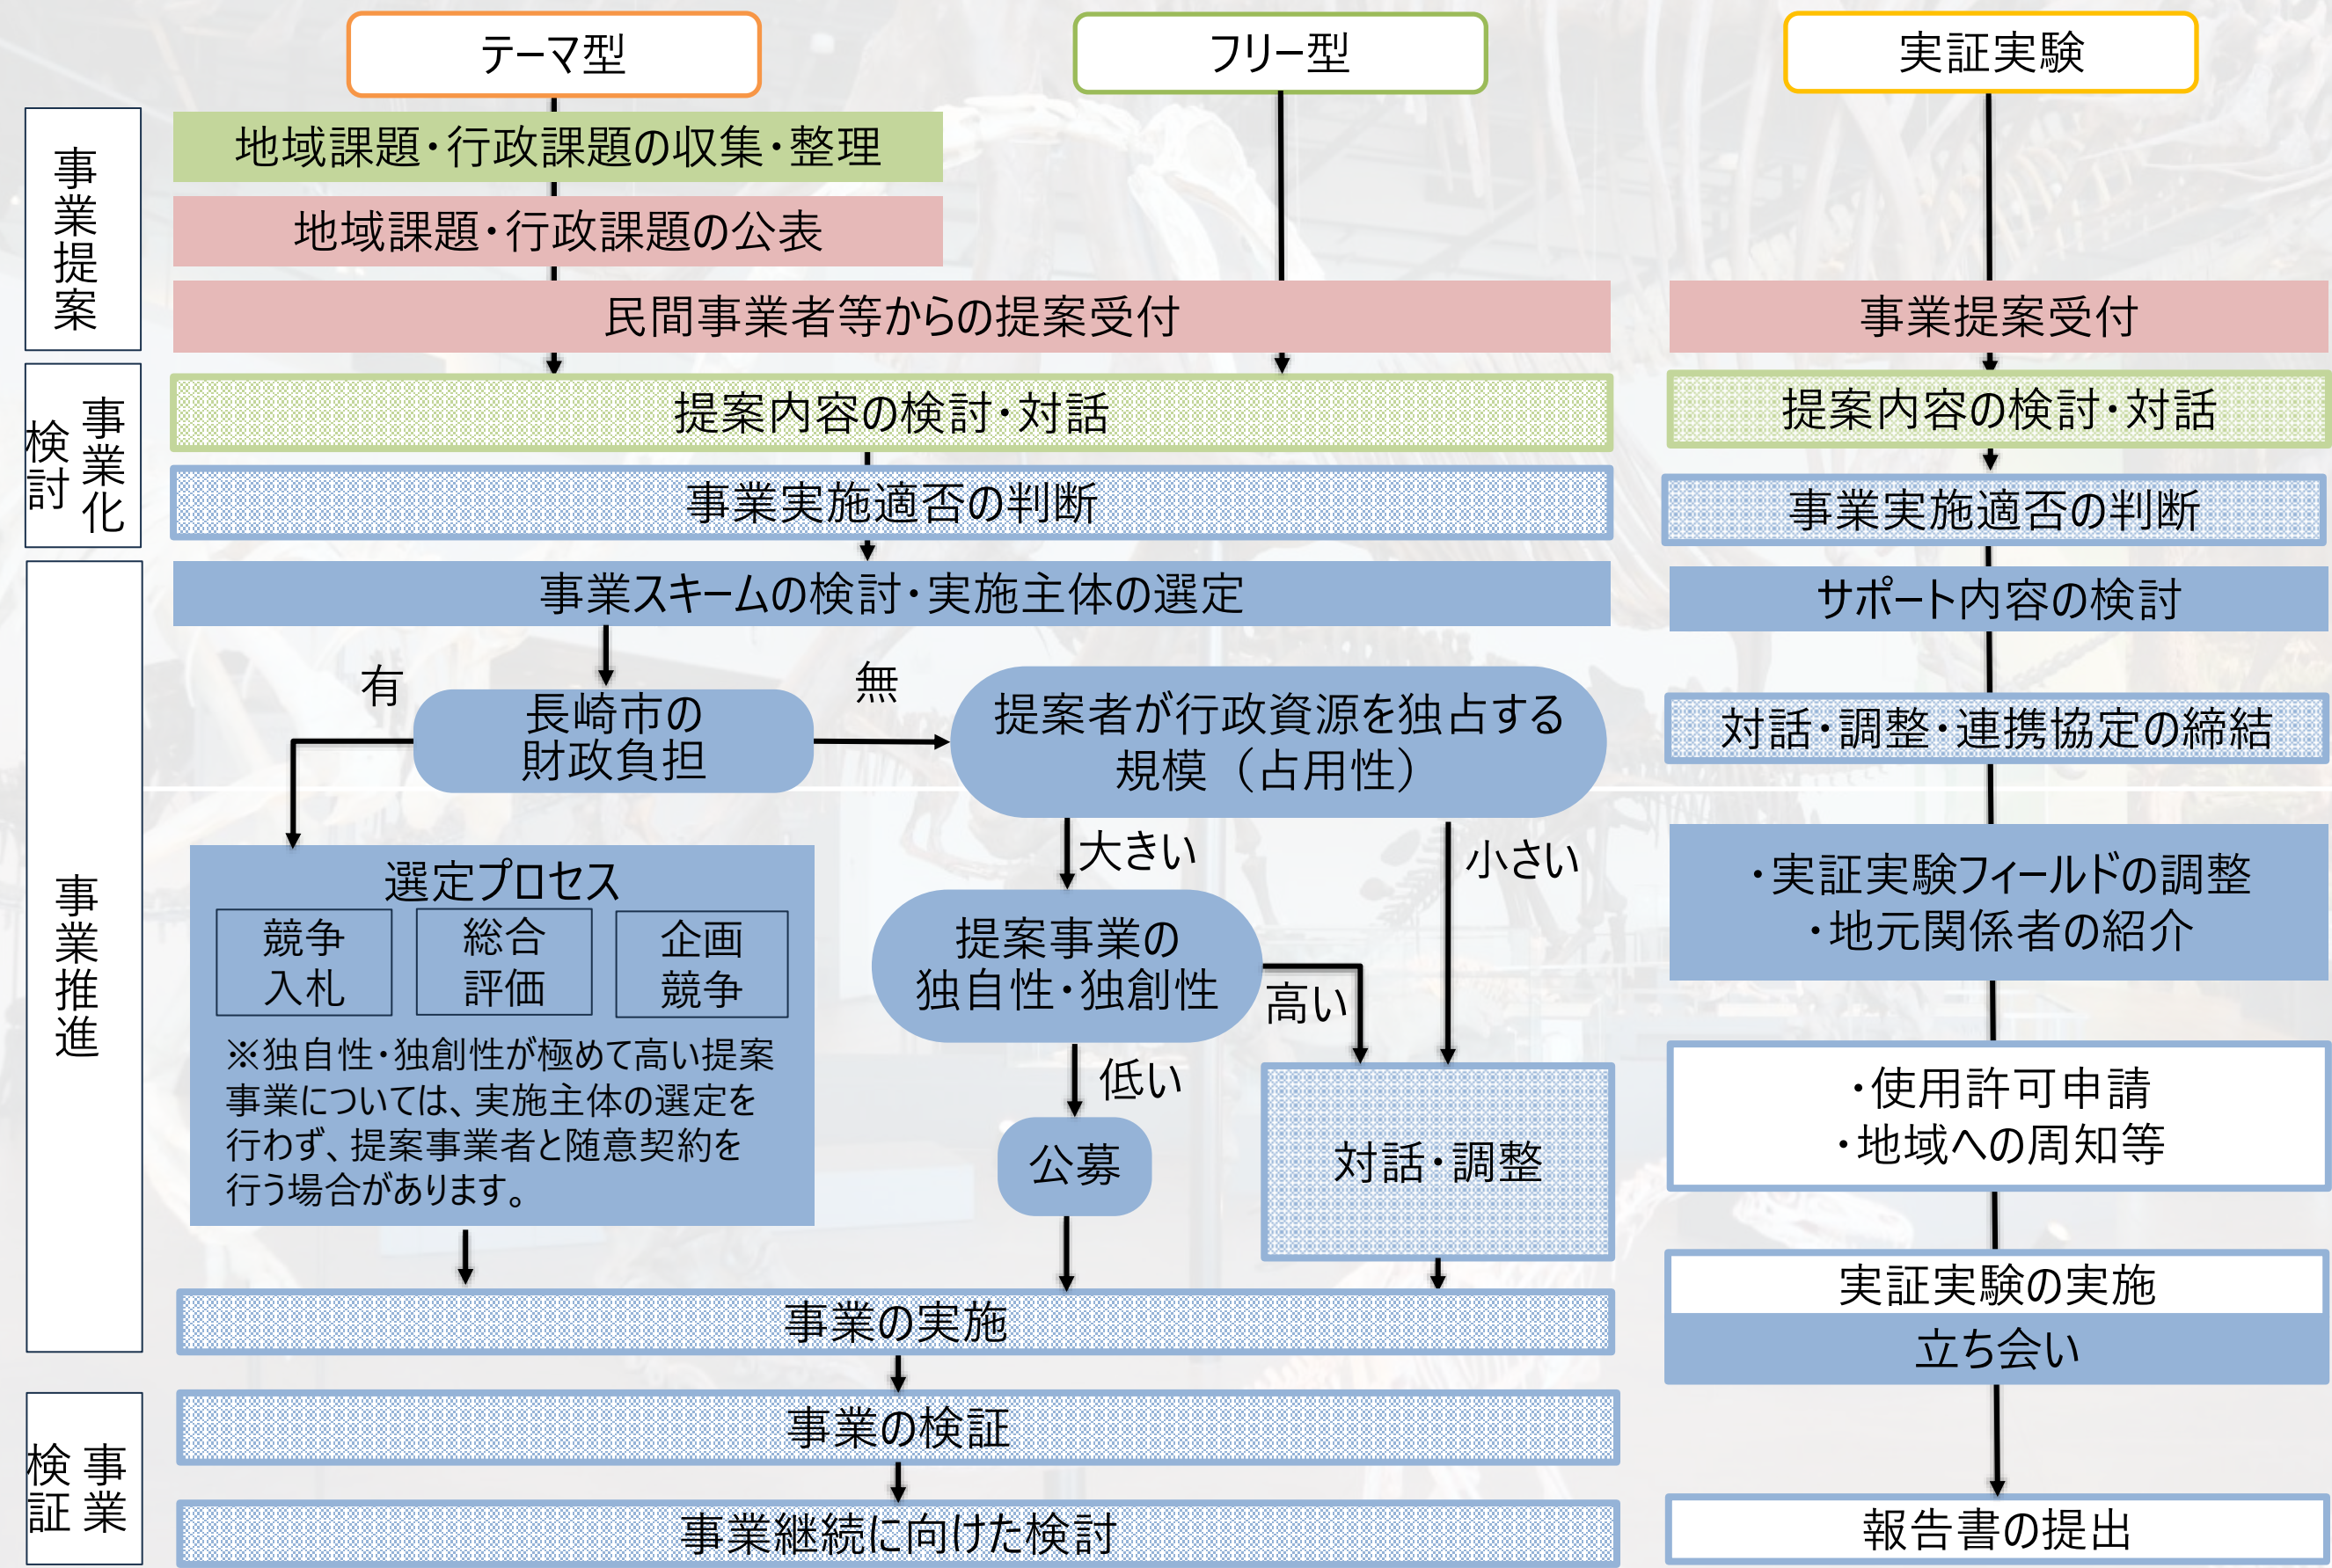 テーマ型
フリー型
実証実験
事業提案
地域課題・行政課題の収集・整理
地域課題・行政課題の公表
民間事業者等からの提案受付
事業提案受付
事業化
検討
提案内容の検討・対話
提案内容の検討・対話
事業実施適否の判断
事業実施適否の判断
事業推進
事業スキームの検討・実施主体の選定
サポート内容の検討
有
長崎市の
財政負担
無
提案者が行政資源を独占する
規模（占用性）
対話・調整・連携協定の締結
大きい
小さい
選定プロセス
競争
入札
総合
評価
企画
競争
※独自性・独創性が極めて高い提案
事業については、実施主体の選定を
行わず、提案事業者と随意契約を
行う場合があります。
提案事業の
独自性・独創性
高い
低い
公募
対話・調整
・実証実験フィールドの調整
・地元関係者の紹介
・使用許可申請
・地域への周知等
事業の実施
実証実験の実施
立ち会い
事業
検証
事業の検証
事業継続に向けた検討
報告書の提出